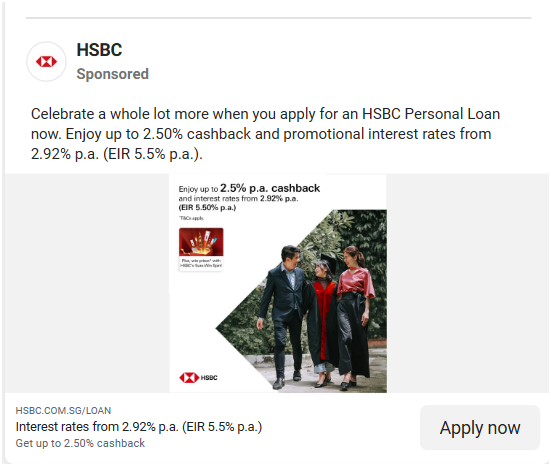 HSBC
Sponsored
Celebrate a whole lot more when you apply for an HSBC Personal Loan
now. Enjoy up to 2.50% cashback and promotional interest rates from
2.92% p.a. (EIR 5.5% p.a.).
Enjoy up to 2.5% p.a. cashback
and interest rates from 2.92% p.a.
(EIR 5.50% p.a.)
*T&Cs apply.
Plus, win prizes* with
HSBC's Sure-Win Spin!
HSBC
HSBC.COM.SG/LOAN
Interest rates from 2.92% p.a. (EIR 5.5% p.a.)
Get up to 2.50% cashback
Apply now